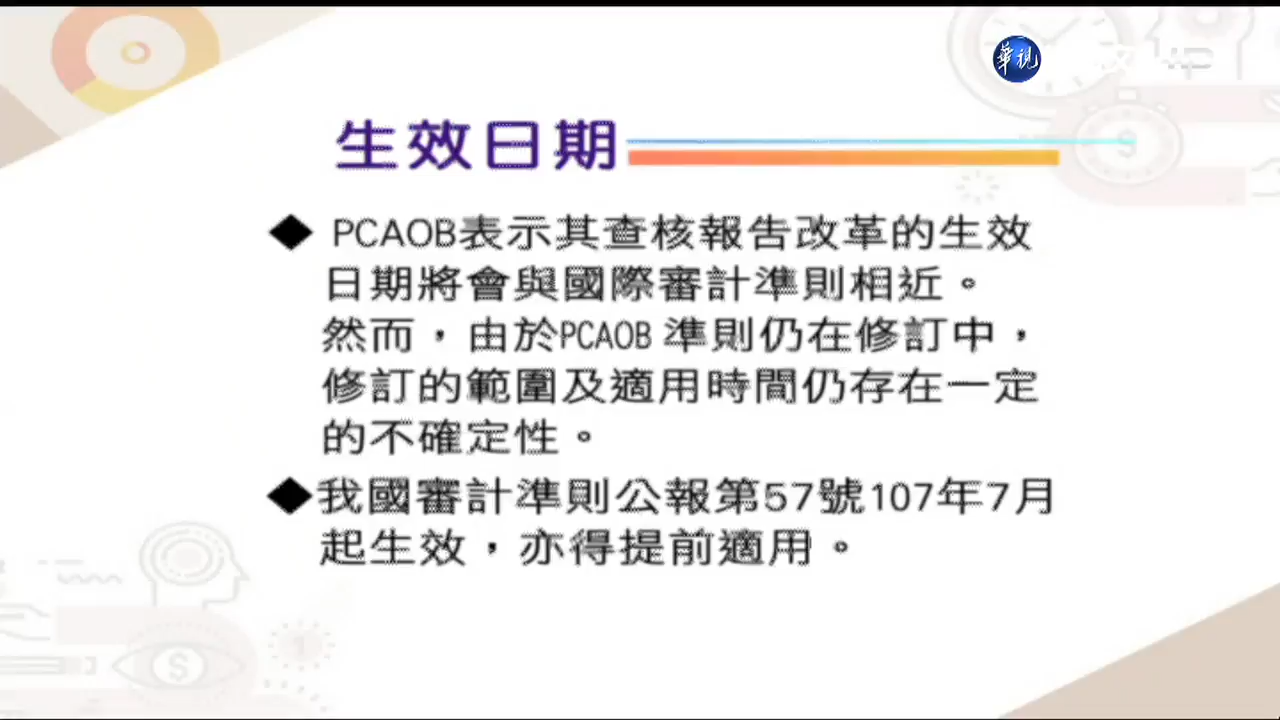 華視
生效日期
◆ PCAOB表示其查核報告改革的生效
日期將會與國際審計準則相近。
然而，由於PCAOB 準則仍在修訂中，
修訂的範圍及適用時間仍存在一定
的不確定性。
◆我國審計準則公報第57號107年7月
起生效，亦得提前適用。